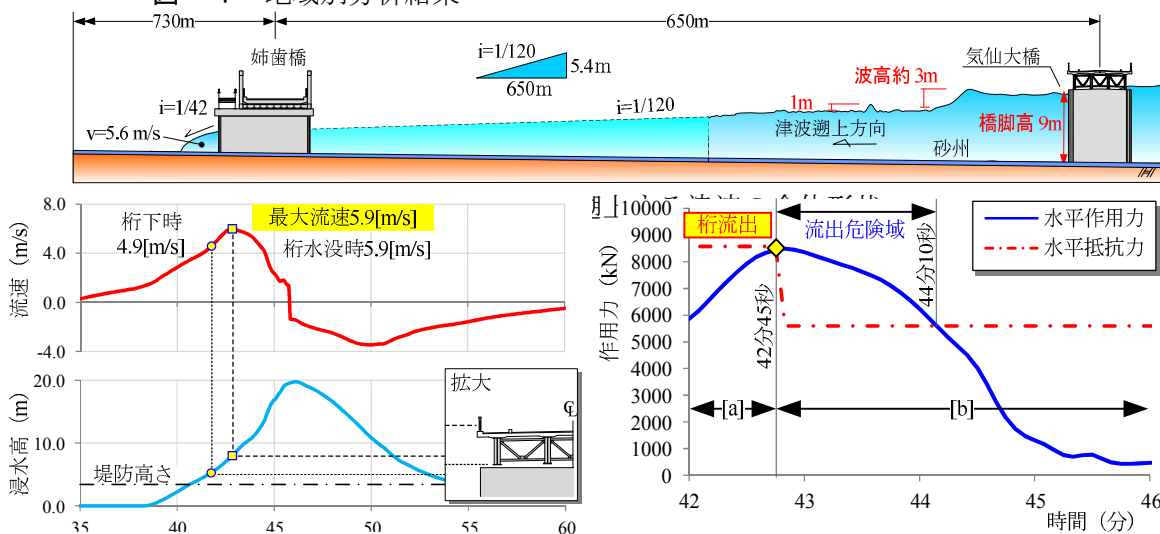 730m
650m
姉歯橋
i=1/120
5.4m
650m
i=1/42
v=5.6 m/s
i=1/120
1m
波高約3m
津波遡上方向
砂州
気仙大橋
橋脚高9m
流速（m/s）
8.0
4.0
0.0
-4.0
桁下時
4.9[m/s]
最大流速5.9[m/s]
桁水没時5.9[m/s]
浸水高（m）
20.0
10.0
0.0
堤防高さ
拡大
℄
35
40
45
50
55
60
作用力（kN）
10000
9000
8000
7000
6000
5000
4000
3000
2000
1000
0
桁流出
流出危険域
42分45秒
44分10秒
水平作用力
水平抵抗力
[a]
[b]
42
43
44
45
46
時間（分）